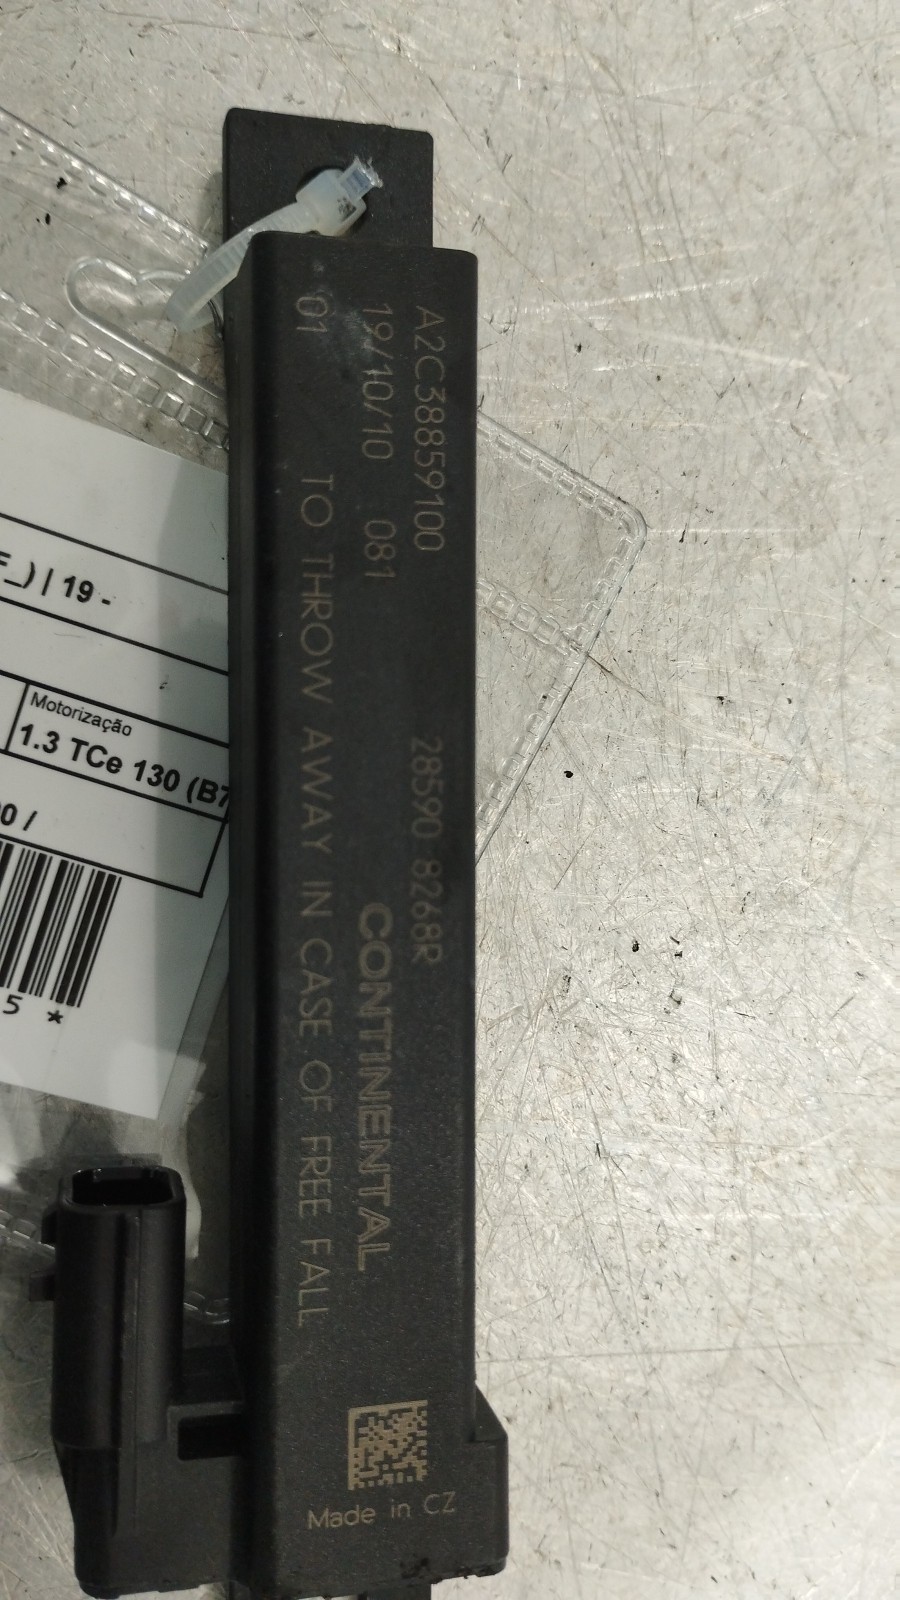 A2C38859100
28590 8268R
19/10/10 081
CONTINENTAL
01
TO THROW AWAY IN CASE OF FREE FALL
Made in CZ
F_) | 19 -
Motorização
1.3 TCe 130 (B7
00 /
5 *